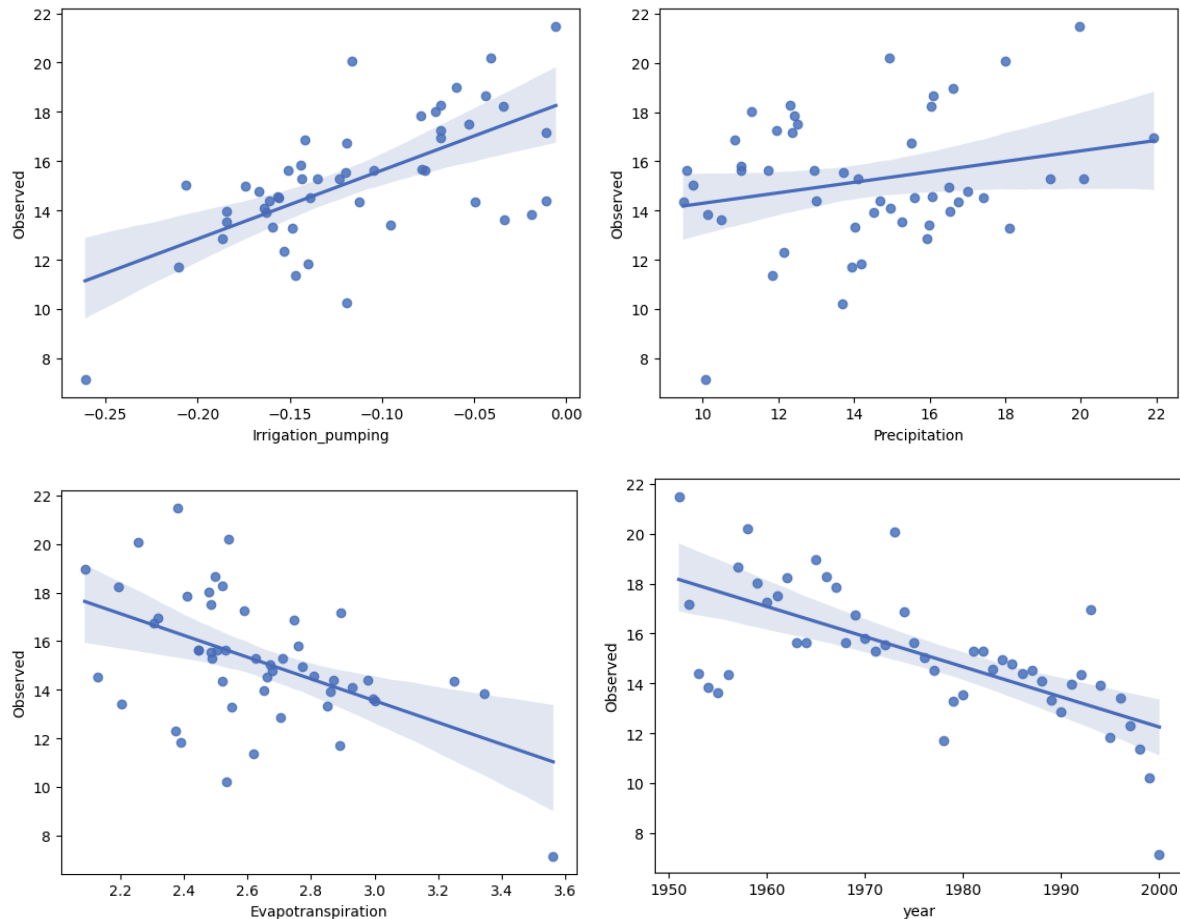 22
20
18
16
14
12
10
8
Observed
−0.25 −0.20 −0.15 −0.10 −0.05 0.00
Irrigation_pumping
22
20
18
16
14
12
10
8
Observed
10 12 14 16 18 20 22
Precipitation
22
20
18
16
14
12
10
8
Observed
2.2 2.4 2.6 2.8 3.0 3.2 3.4 3.6
Evapotranspiration
22
20
18
16
14
12
10
8
Observed
1950 1960 1970 1980 1990 2000
year